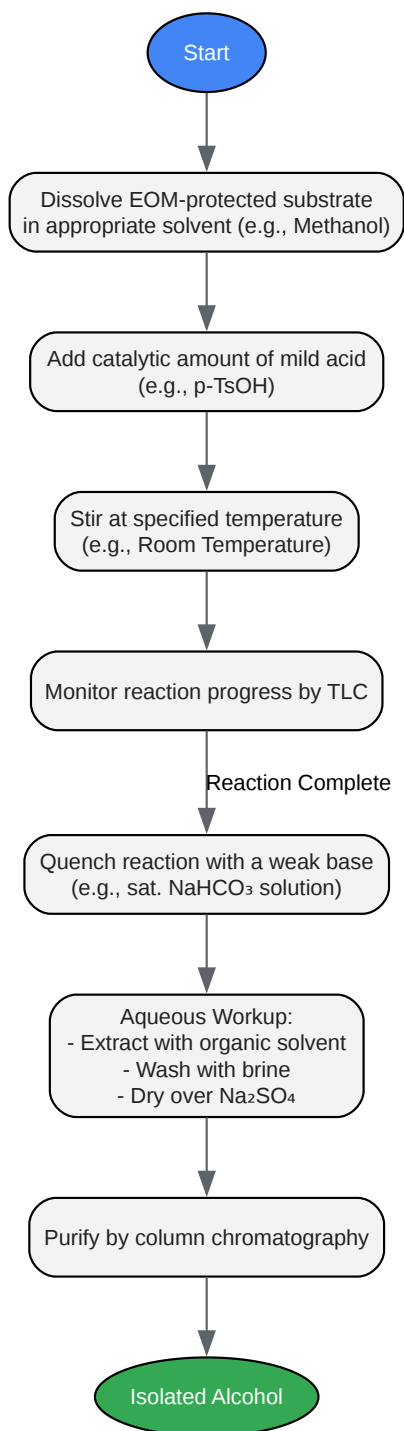 Start
Dissolve EOM-protected substrate
in appropriate solvent (e.g., Methanol)
Add catalytic amount of mild acid
(e.g., p-TsOH)
Stir at specified temperature
(e.g., Room Temperature)
Monitor reaction progress by TLC
Reaction Complete
Quench reaction with a weak base
(e.g., sat. NaHCO₃ solution)
Aqueous Workup:
- Extract with organic solvent
- Wash with brine
- Dry over Na₂SO₄
Purify by column chromatography
Isolated Alcohol